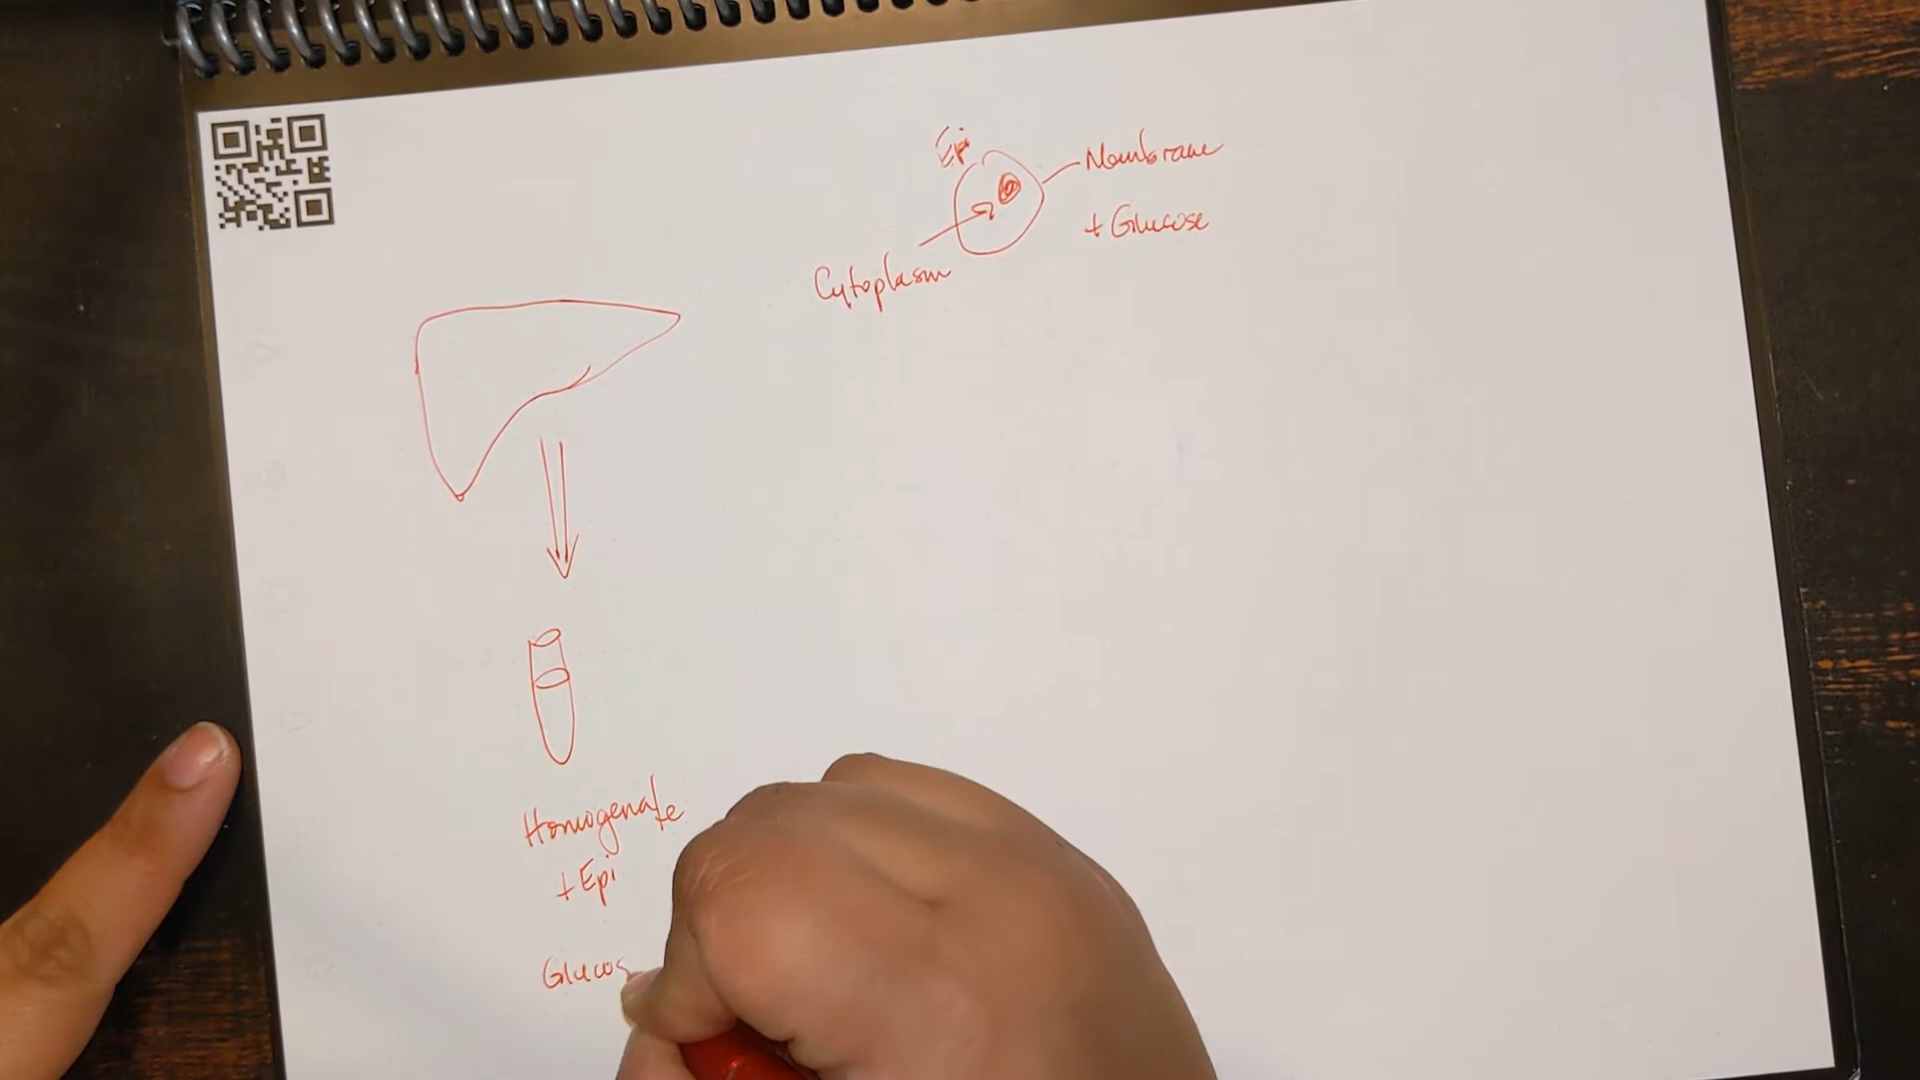 Epi
Membrane
+ Glucose
Cytoplasm
Homogenate
+ Epi
Glucos